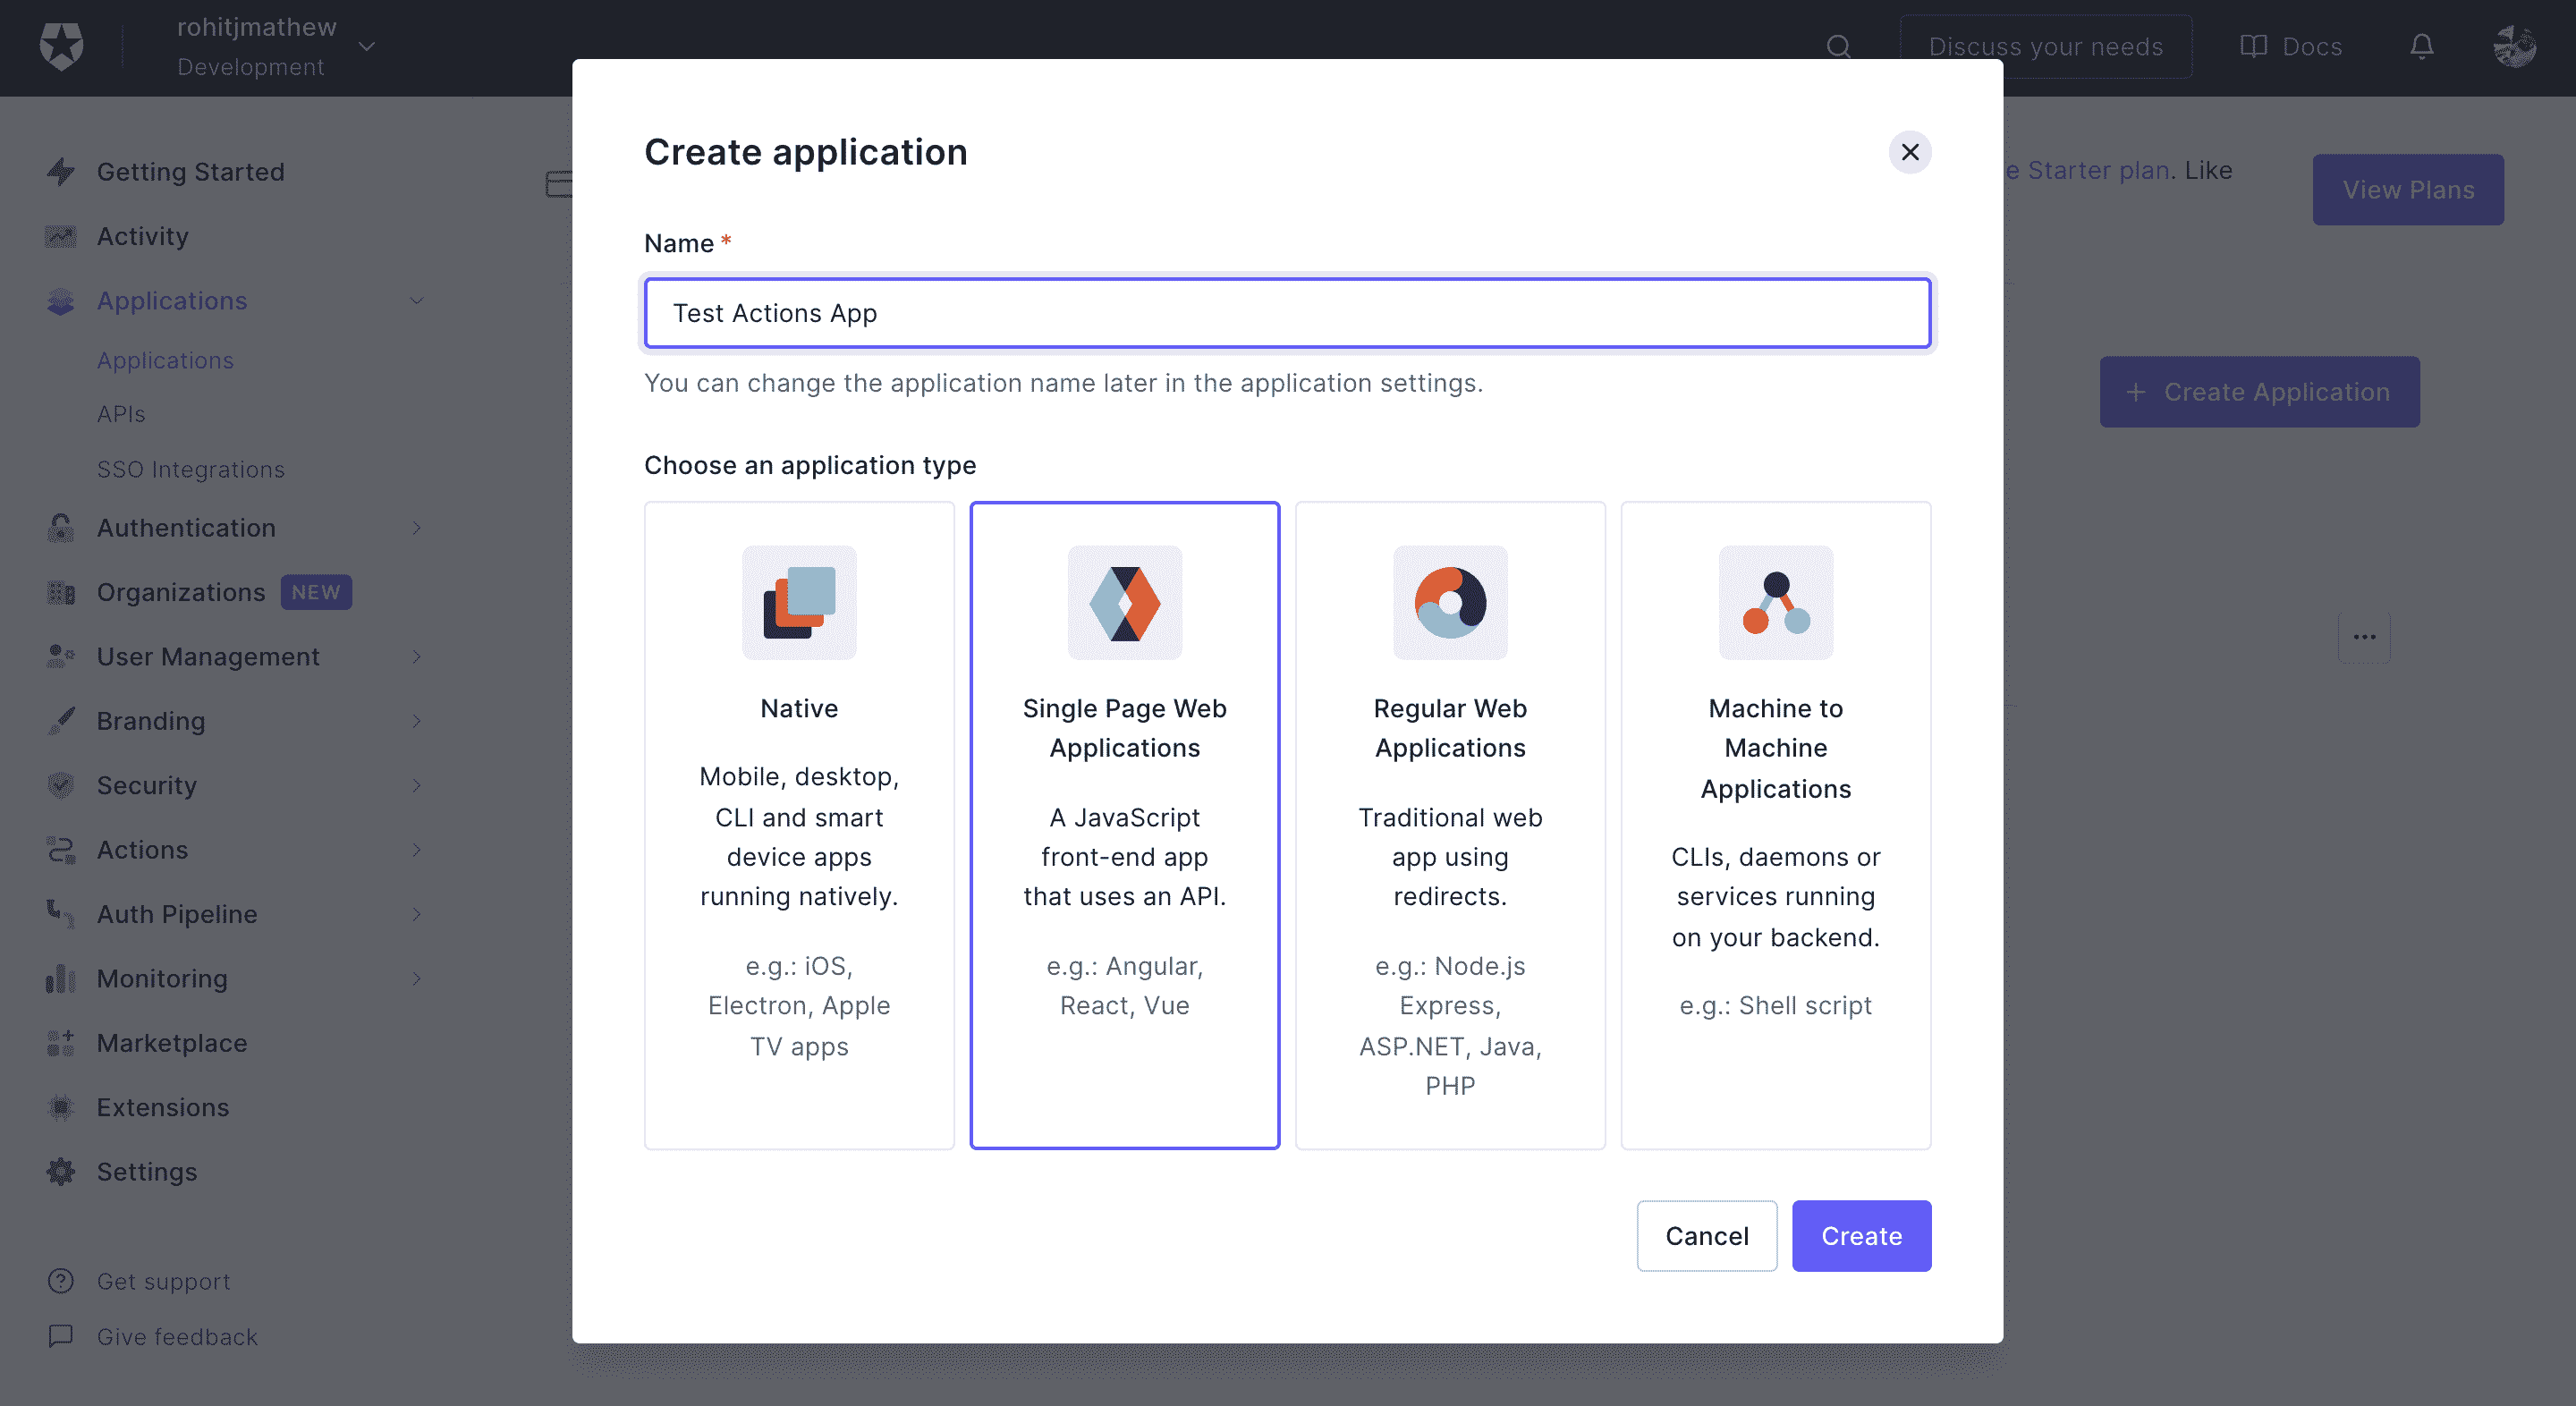 rohitjmathew
Development
Discuss your needs
Docs
Getting Started
Activity
Applications
Applications
APIs
SSO Integrations
Authentication
Organizations NEW
User Management
Branding
Security
Actions
Auth Pipeline
Monitoring
Marketplace
Extensions
Settings
Get support
Give feedback
e Starter plan. Like
View Plans
+ Create Application
Create application
Name *
Test Actions App
You can change the application name later in the application settings.
Choose an application type
Native
Mobile, desktop,
CLI and smart
device apps
running natively.
e.g.: iOS,
Electron, Apple
TV apps
Single Page Web
Applications
A JavaScript
front-end app
that uses an API.
e.g.: Angular,
React, Vue
Regular Web
Applications
Traditional web
app using
redirects.
e.g.: Node.js
Express,
ASP.NET, Java,
PHP
Machine to
Machine
Applications
CLIs, daemons or
services running
on your backend.
e.g.: Shell script
Cancel
Create